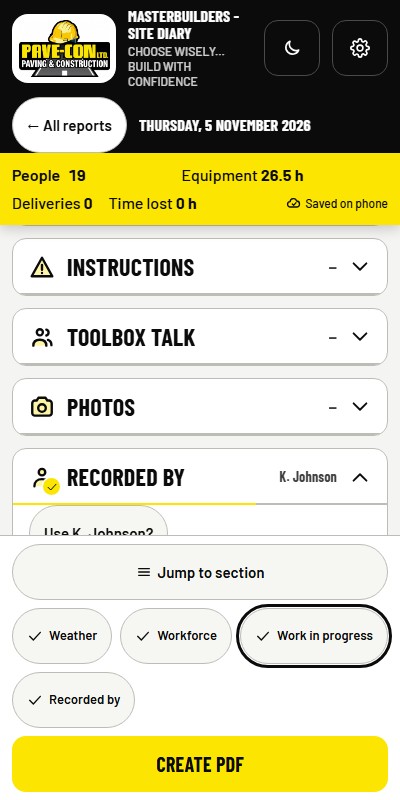 PAVE-CON LTD.
PAVING & CONSTRUCTION
MASTERBUILDERS -
SITE DIARY
CHOOSE WISELY...
BUILD WITH
CONFIDENCE
← All reports
THURSDAY, 5 NOVEMBER 2026
People 19
Equipment 26.5 h
Deliveries 0
Time lost 0 h
Saved on phone
INSTRUCTIONS –
TOOLBOX TALK –
PHOTOS –
RECORDED BY K. Johnson
Use K. Johnson?
Jump to section
Weather
Workforce
Work in progress
Recorded by
CREATE PDF